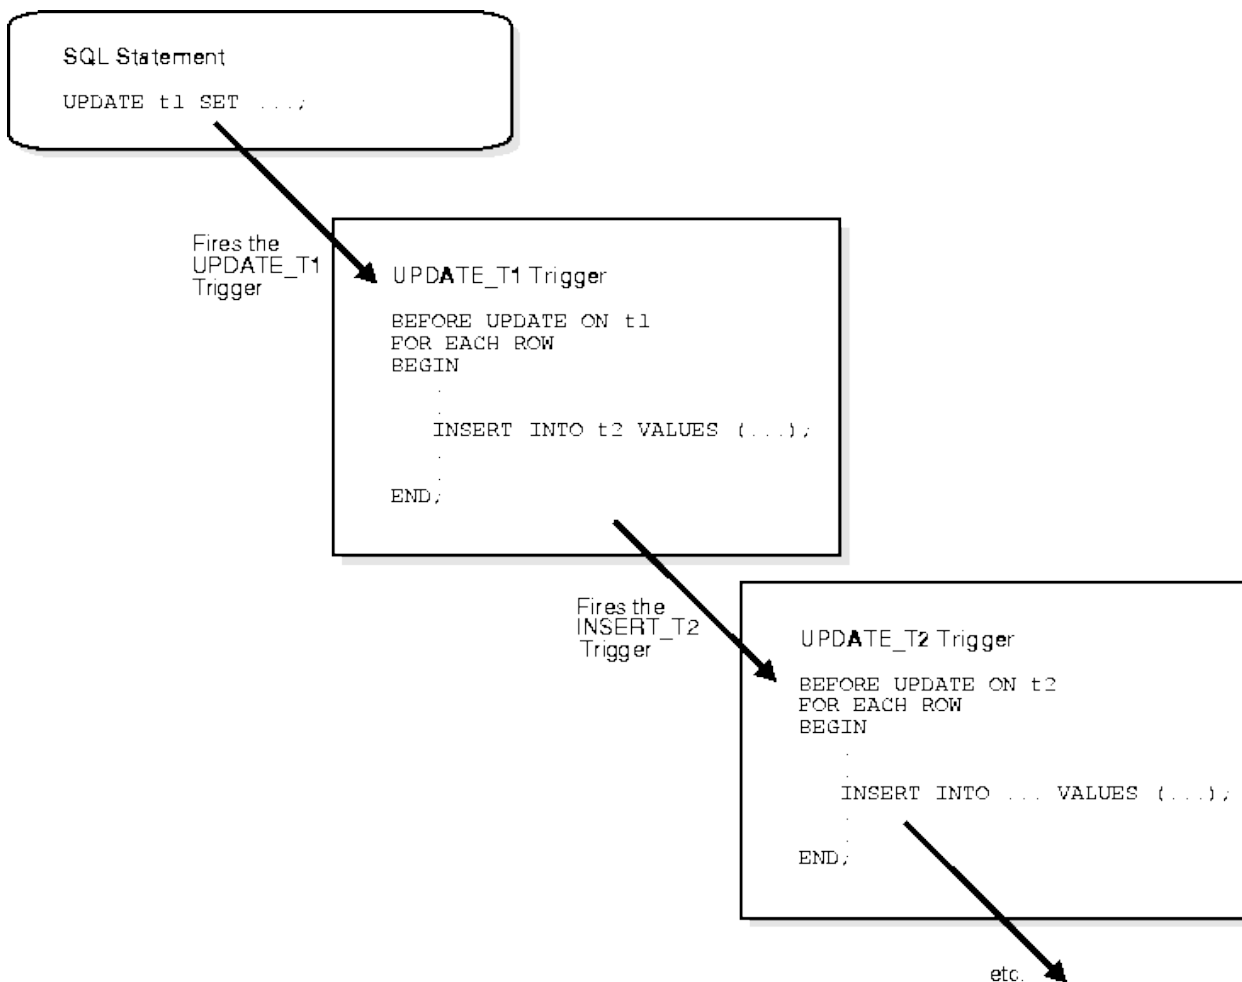 SQL Statement
UPDATE t1 SET ...;
Fires the
UPDATE_T1
Trigger
UPDATE_T1 Trigger
BEFORE UPDATE ON t1
FOR EACH ROW
BEGIN
.
.
INSERT INTO t2 VALUES (...);
.
.
END;
Fires the
INSERT_T2
Trigger
UPDATE_T2 Trigger
BEFORE UPDATE ON t2
FOR EACH ROW
BEGIN
.
.
INSERT INTO ... VALUES (...);
.
.
END;
etc.